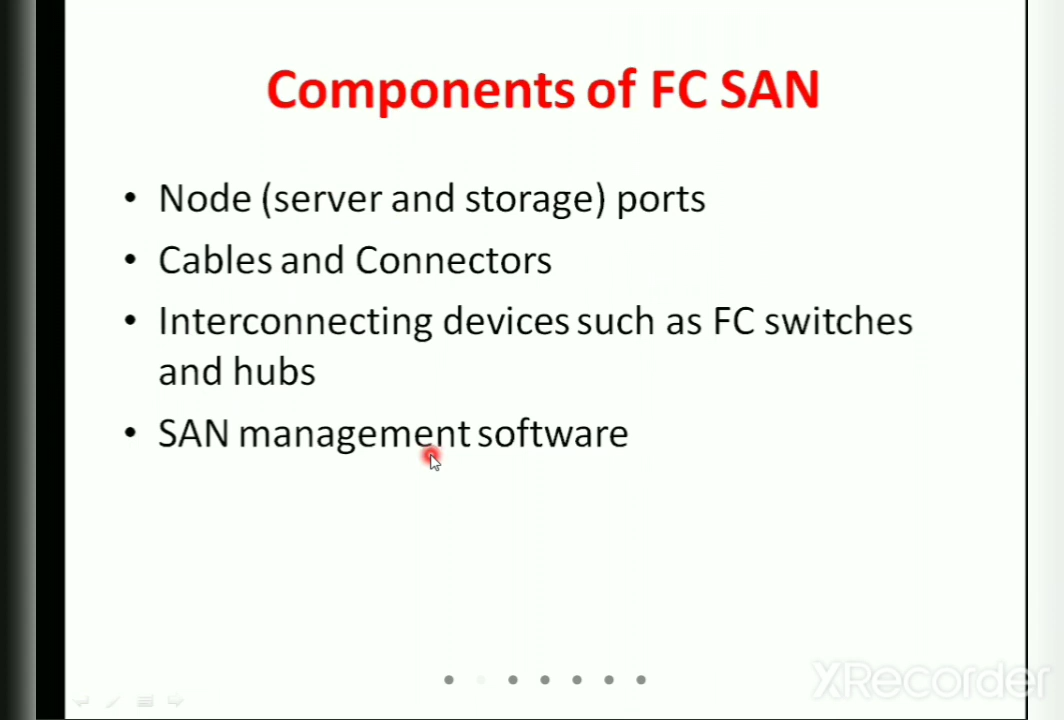 Components of FC SAN
• Node (server and storage) ports
• Cables and Connectors
• Interconnecting devices such as FC switches
and hubs
• SAN management software
XRecorder